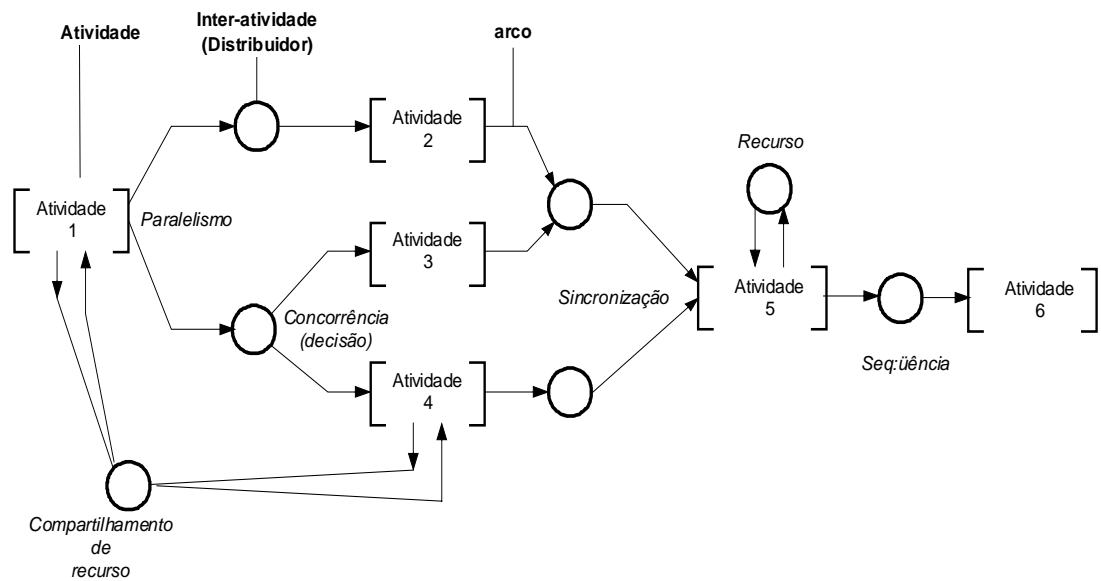 Atividade
Inter-atividade
(Distribuidor)
arco
Atividade
2
Recurso
Atividade
1
Paralelismo
Atividade
3
Sincronização
Atividade
5
Atividade
6
Concorrência
(decisão)
Seq:üência
Atividade
4
Compartilhamento
de
recurso